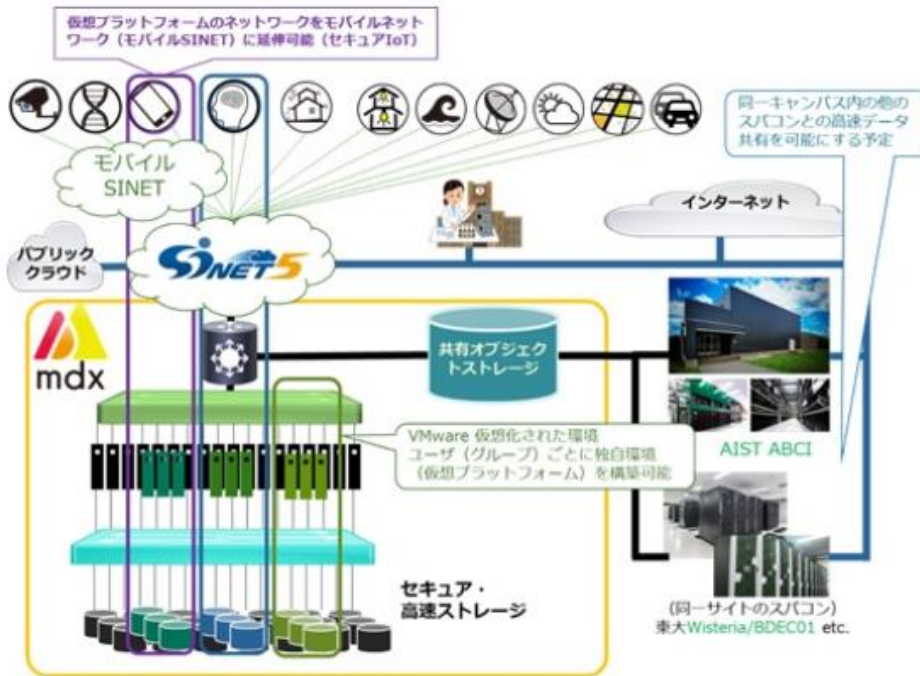 仮想プラットフォームのネットワークをモバイルネット
ワーク（モバイルSINET）に延伸可能（セキュアIoT）
同一キャンパス内の他の
スパコンとの高速データ
共有を可能にする予定
モバイル
SINET
インターネット
パブリック
クラウド
SINET5
mdx
共有オブジェク
トストレージ
VMware 仮想化された環境
ユーザ（グループ）ごとに独自環境
（仮想プラットフォーム）を構築可能
AIST ABCI
セキュア・
高速ストレージ
(同一サイトのスパコン)
東大Wisteria/BDEC01 etc.